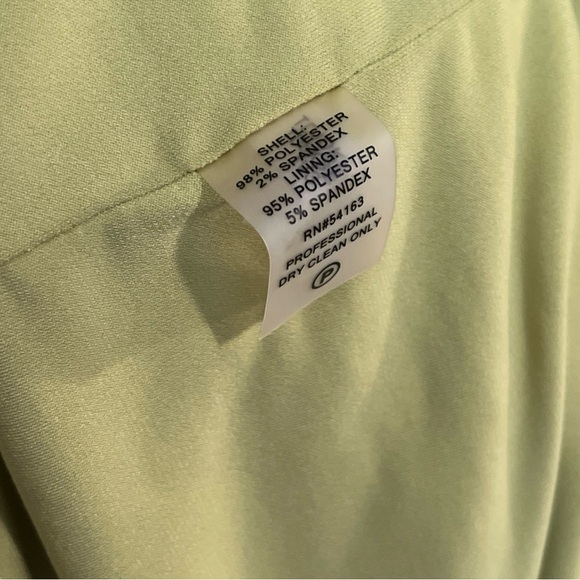 SHELL:
98% POLYESTER
2% SPANDEX
LINING:
95% POLYESTER
5% SPANDEX
RN#54163
PROFESSIONAL
DRY CLEAN ONLY
P